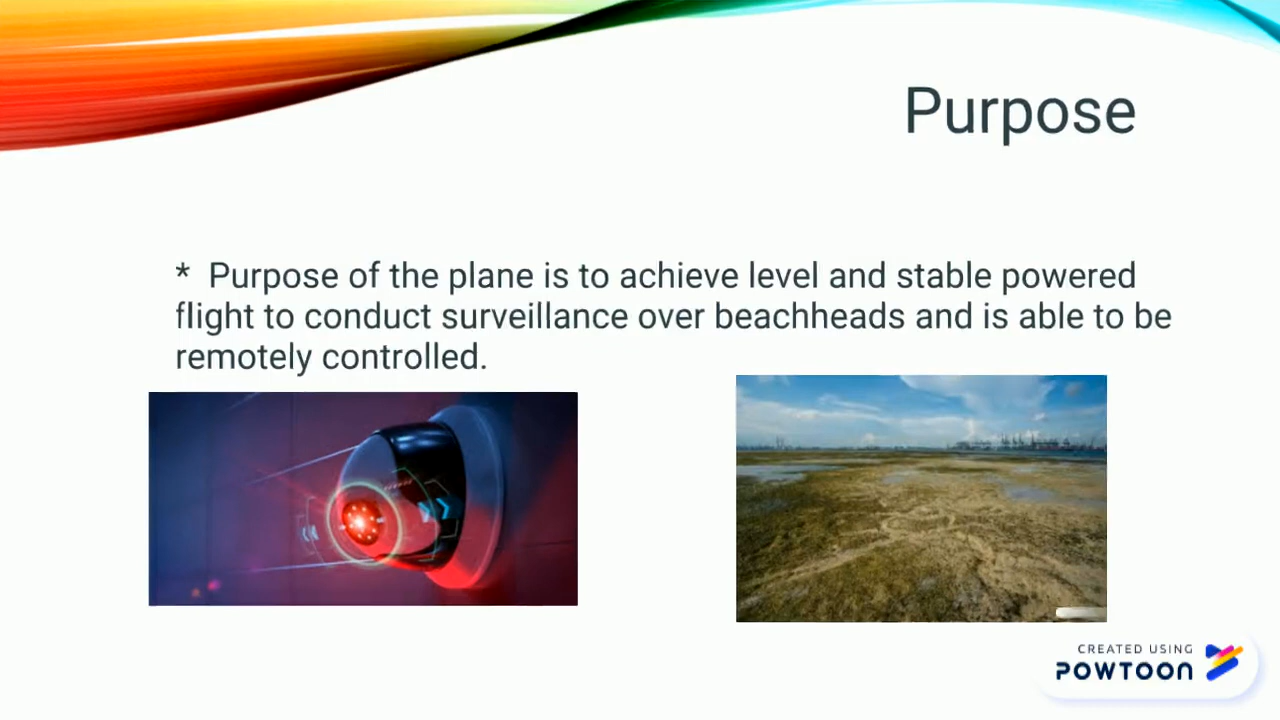 Purpose
* Purpose of the plane is to achieve level and stable powered
flight to conduct surveillance over beachheads and is able to be
remotely controlled.
CREATED USING
POWTOON